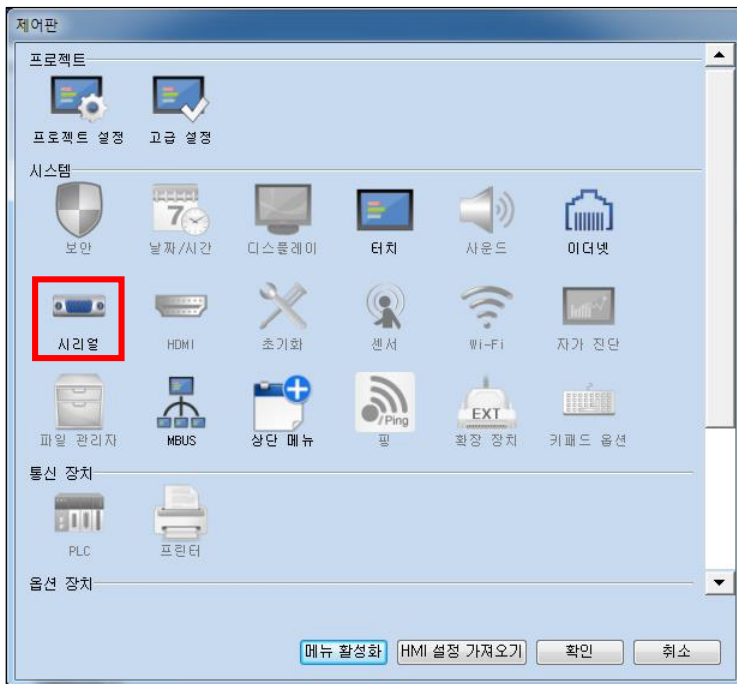 제어판
프로젝트
프로젝트 설정 고급 설정
시스템
7
보안 날짜/시간 디스플레이 터치 사운드 이더넷
시리얼 HDMI 초기화 센서 Wi-Fi 자가 진단
/Ping EXT
파일 관리자 MBUS 상단 메뉴 핑 확장 장치 키패드 옵션
통신 장치
PLC 프린터
옵션 장치
메뉴 활성화 HMI 설정 가져오기 확인 취소